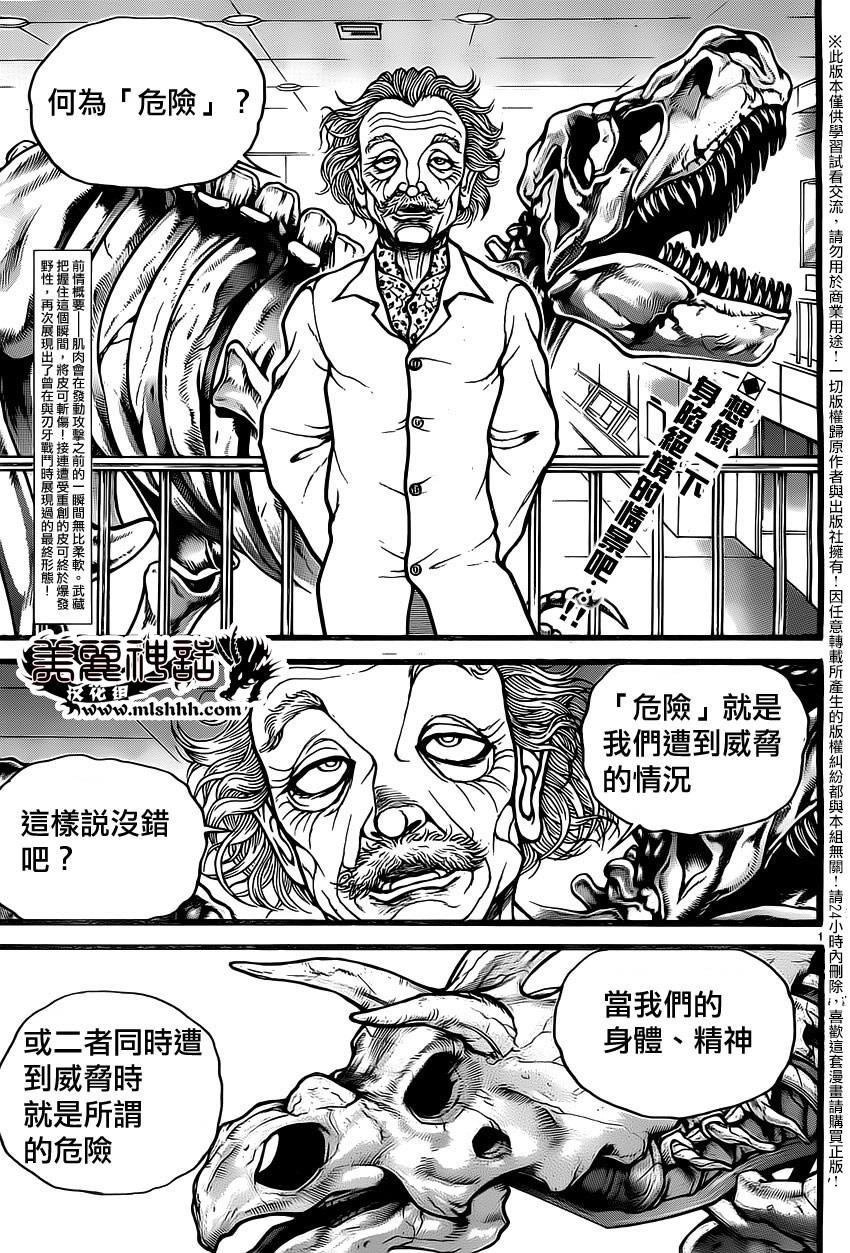 何為「危險」？
◆想像一下
身陷絕境的情景吧．!!
前情概要——肌肉會在發動攻擊之前的一瞬間無比柔軟。武藏
把握住這個瞬間，將皮可斬傷！接連遭受重創的皮可終於爆發
野性，再次展現出了曾在與刃牙戰鬥時展現過的最終形態！
美麗神話
汉化组
www.mlshhh.com
「危險」就是
我們遭到威脅
的情況
這樣説沒錯
吧？
1
當我們的
身體、精神
或二者同時遭
到威脅時
就是所謂
的危險
※此版本僅供學習試看交流，請勿用於商業用途！一切版權歸原作者與出版社擁有！因任意轉載所產生的版權糾紛都與本組無關！請24小時內刪除，喜歡這套漫畫請購買正版！